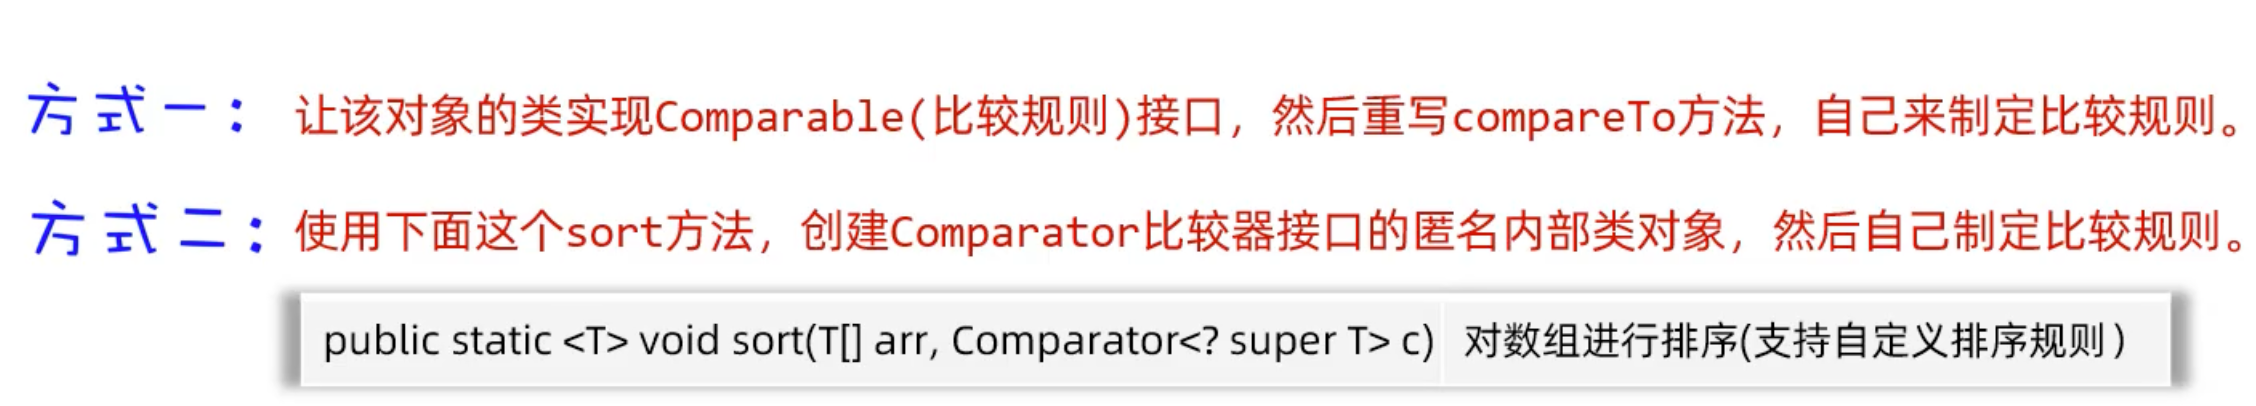 方式一：让该对象的类实现Comparable(比较规则)接口，然后重写compareTo方法，自己来制定比较规则。
方式二：使用下面这个sort方法，创建Comparator比较器接口的匿名内部类对象，然后自己制定比较规则。
public static <T> void sort(T[] arr, Comparator<? super T> c) 对数组进行排序(支持自定义排序规则）